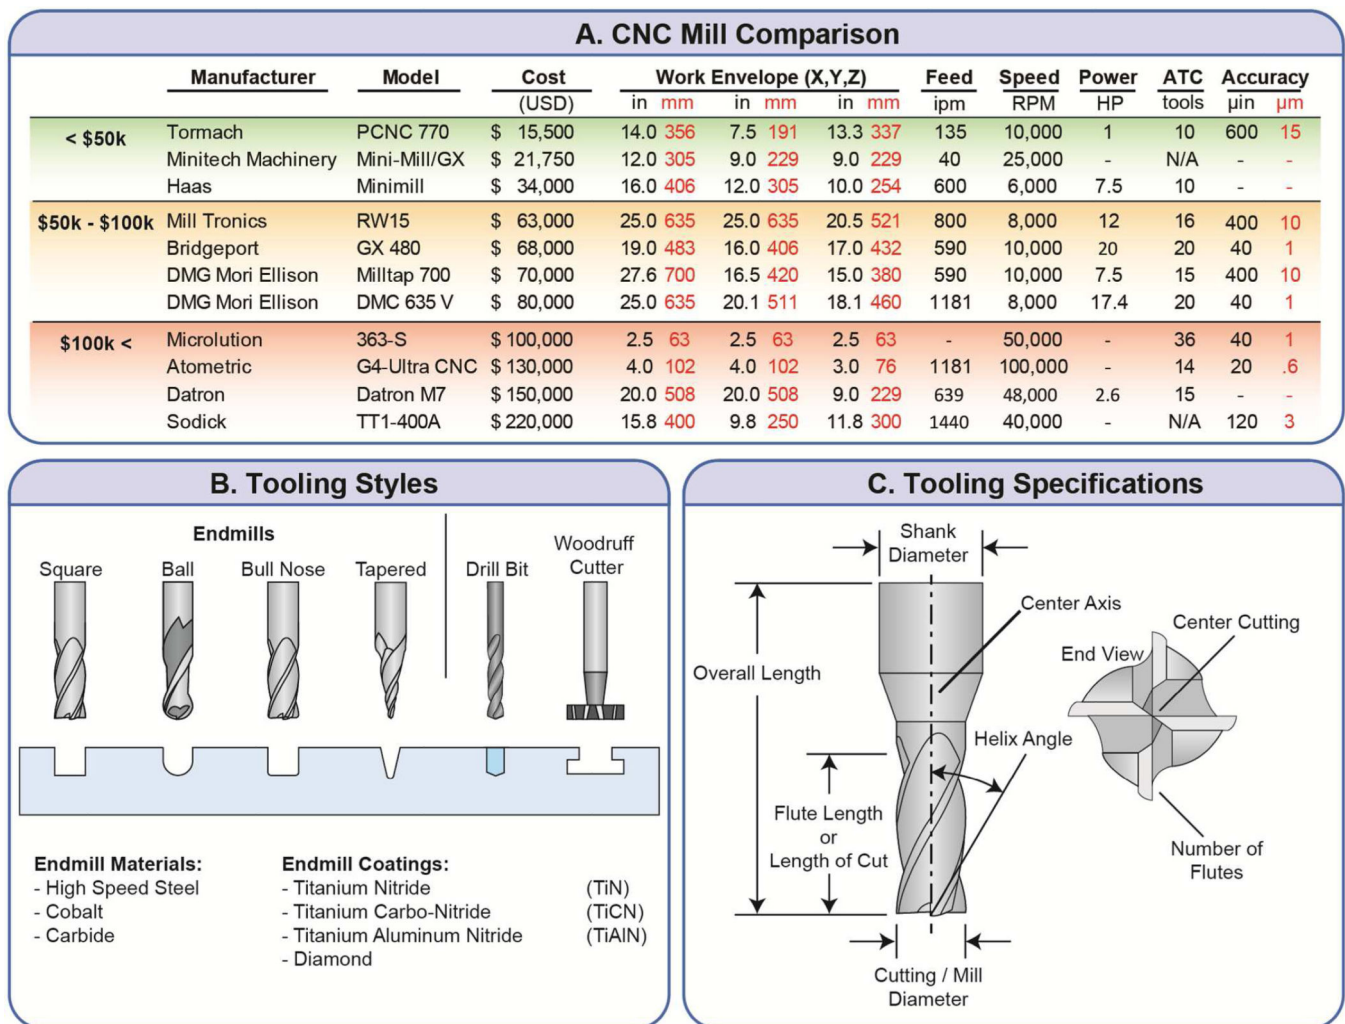 A. CNC Mill Comparison
Manufacturer Model Cost Work Envelope (X,Y,Z) Feed Speed Power ATC Accuracy
(USD) in mm in mm in mm ipm RPM HP tools µin µm
< $50k Tormach PCNC 770 $ 15,500 14.0 356 7.5 191 13.3 337 135 10,000 1 10 600 15
Minitech Machinery Mini-Mill/GX $ 21,750 12.0 305 9.0 229 9.0 229 40 25,000 - N/A - -
Haas Minimill $ 34,000 16.0 406 12.0 305 10.0 254 600 6,000 7.5 10 - -
$50k - $100k Mill Tronics RW15 $ 63,000 25.0 635 25.0 635 20.5 521 800 8,000 12 16 400 10
Bridgeport GX 480 $ 68,000 19.0 483 16.0 406 17.0 432 590 10,000 20 20 40 1
DMG Mori Ellison Milltap 700 $ 70,000 27.6 700 16.5 420 15.0 380 590 10,000 7.5 15 400 10
DMG Mori Ellison DMC 635 V $ 80,000 25.0 635 20.1 511 18.1 460 1181 8,000 17.4 20 40 1
$100k < Microlution 363-S $ 100,000 2.5 63 2.5 63 2.5 63 - 50,000 - 36 40 1
Atometric G4-Ultra CNC $ 130,000 4.0 102 4.0 102 3.0 76 1181 100,000 - 14 20 .6
Datron Datron M7 $ 150,000 20.0 508 20.0 508 9.0 229 639 48,000 2.6 15 - -
Sodick TT1-400A $ 220,000 15.8 400 9.8 250 11.8 300 1440 40,000 - N/A 120 3
B. Tooling Styles
Endmills
Square Ball Bull Nose Tapered Drill Bit Woodruff
Cutter
Endmill Materials:
- High Speed Steel
- Cobalt
- Carbide
Endmill Coatings:
- Titanium Nitride (TiN)
- Titanium Carbo-Nitride (TiCN)
- Titanium Aluminum Nitride (TiAlN)
- Diamond
C. Tooling Specifications
Shank
Diameter
Center Axis
Center Cutting
End View
Overall Length
Helix Angle
Flute Length
or
Length of Cut
Number of
Flutes
Cutting / Mill
Diameter